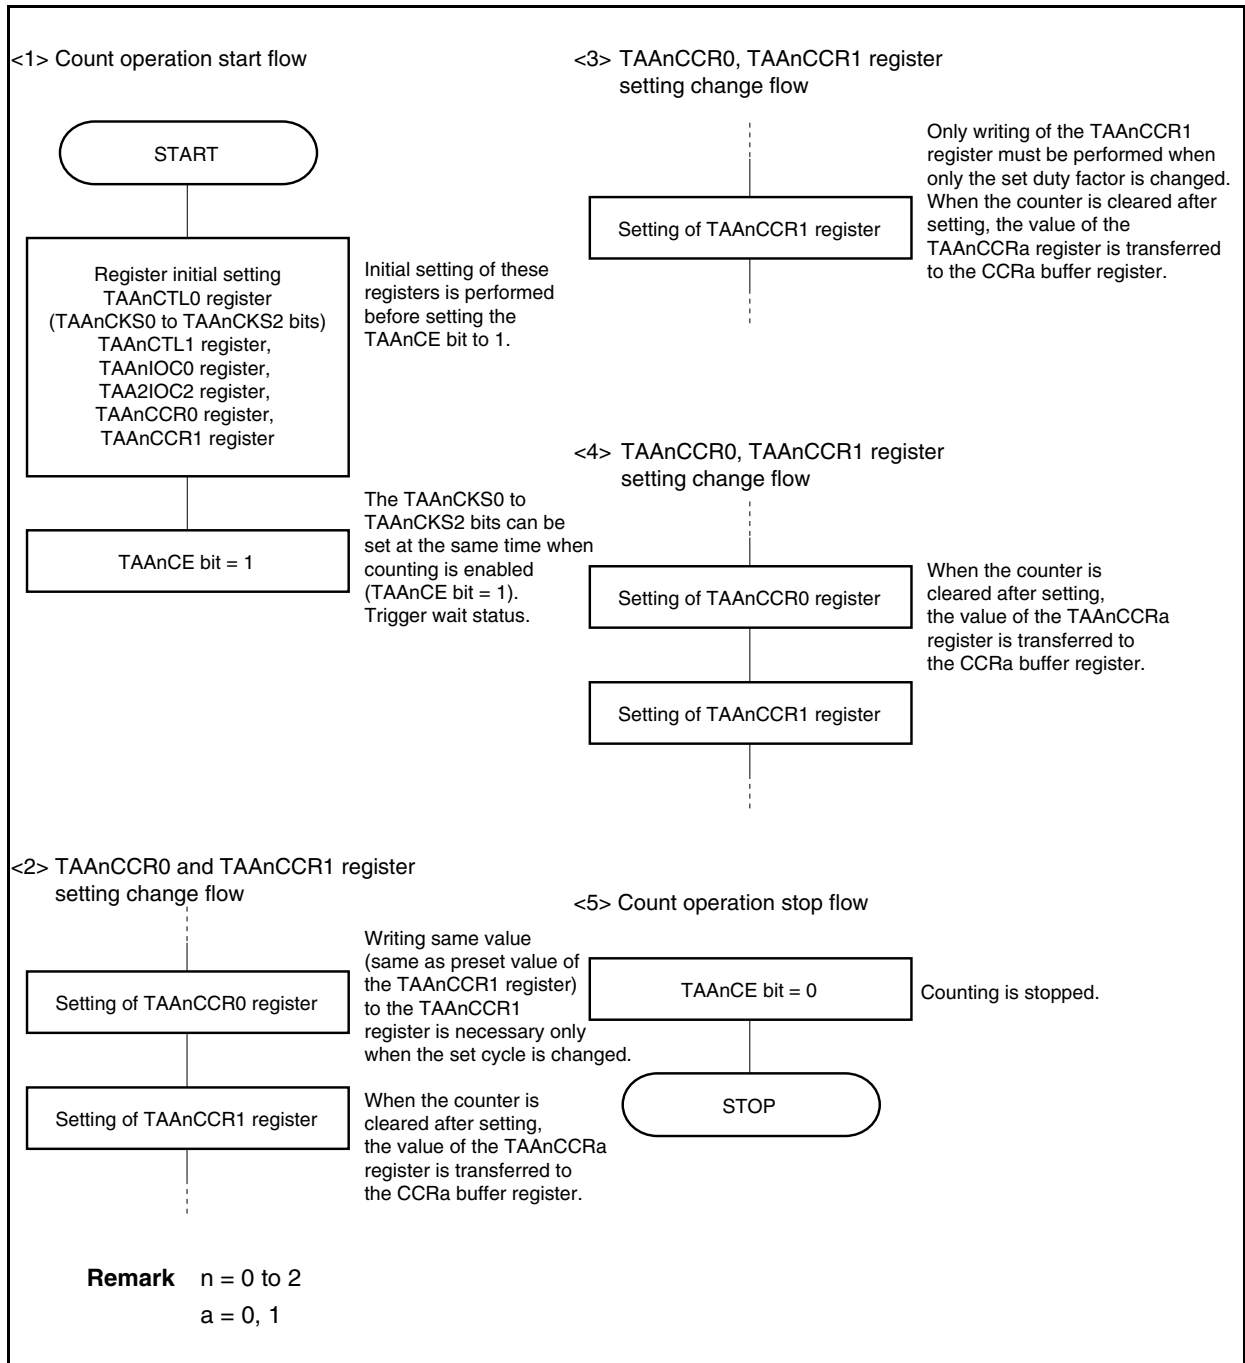 <1> Count operation start flow
START
Register initial setting
TAAnCTL0 register
(TAAnCKS0 to TAAnCKS2 bits)
TAAnCTL1 register,
TAAnIOC0 register,
TAA2IOC2 register,
TAAnCCR0 register,
TAAnCCR1 register
Initial setting of these
registers is performed
before setting the
TAAnCE bit to 1.
TAAnCE bit = 1
The TAAnCKS0 to
TAAnCKS2 bits can be
set at the same time when
counting is enabled
(TAAnCE bit = 1).
Trigger wait status.
<2> TAAnCCR0 and TAAnCCR1 register
setting change flow
Setting of TAAnCCR0 register
Writing same value
(same as preset value of
the TAAnCCR1 register)
to the TAAnCCR1
register is necessary only
when the set cycle is changed.
Setting of TAAnCCR1 register
When the counter is
cleared after setting,
the value of the TAAnCCRa
register is transferred to
the CCRa buffer register.
<3> TAAnCCR0, TAAnCCR1 register
setting change flow
Setting of TAAnCCR1 register
Only writing of the TAAnCCR1
register must be performed when
only the set duty factor is changed.
When the counter is cleared after
setting, the value of the
TAAnCCRa register is transferred
to the CCRa buffer register.
<4> TAAnCCR0, TAAnCCR1 register
setting change flow
Setting of TAAnCCR0 register
When the counter is
cleared after setting,
the value of the TAAnCCRa
register is transferred to
the CCRa buffer register.
Setting of TAAnCCR1 register
<5> Count operation stop flow
TAAnCE bit = 0
Counting is stopped.
STOP
Remark n = 0 to 2
a = 0, 1